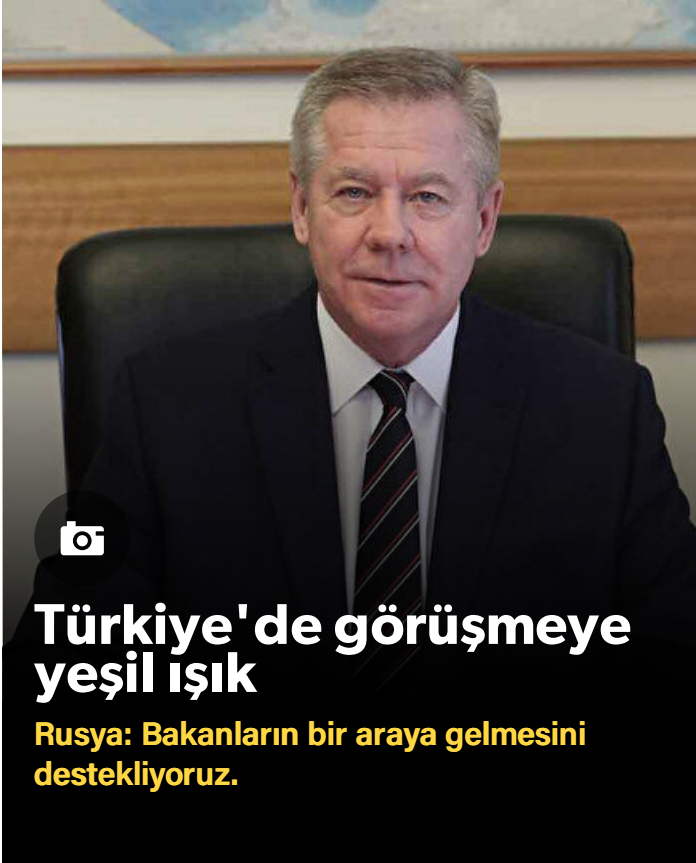 Türkiye'de görüşmeye
yeşil ışık
Rusya: Bakanların bir araya gelmesini
destekliyoruz.